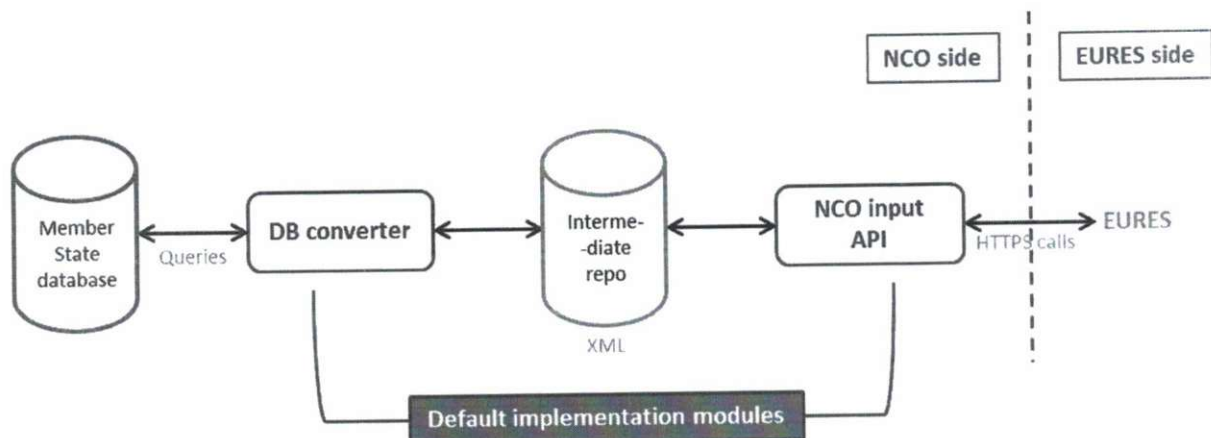 NCO side
EURES side
Member
State
database
Queries
DB converter
Interme-
-diate
repo
XML
NCO input
API
HTTPS calls
EURES
Default implementation modules